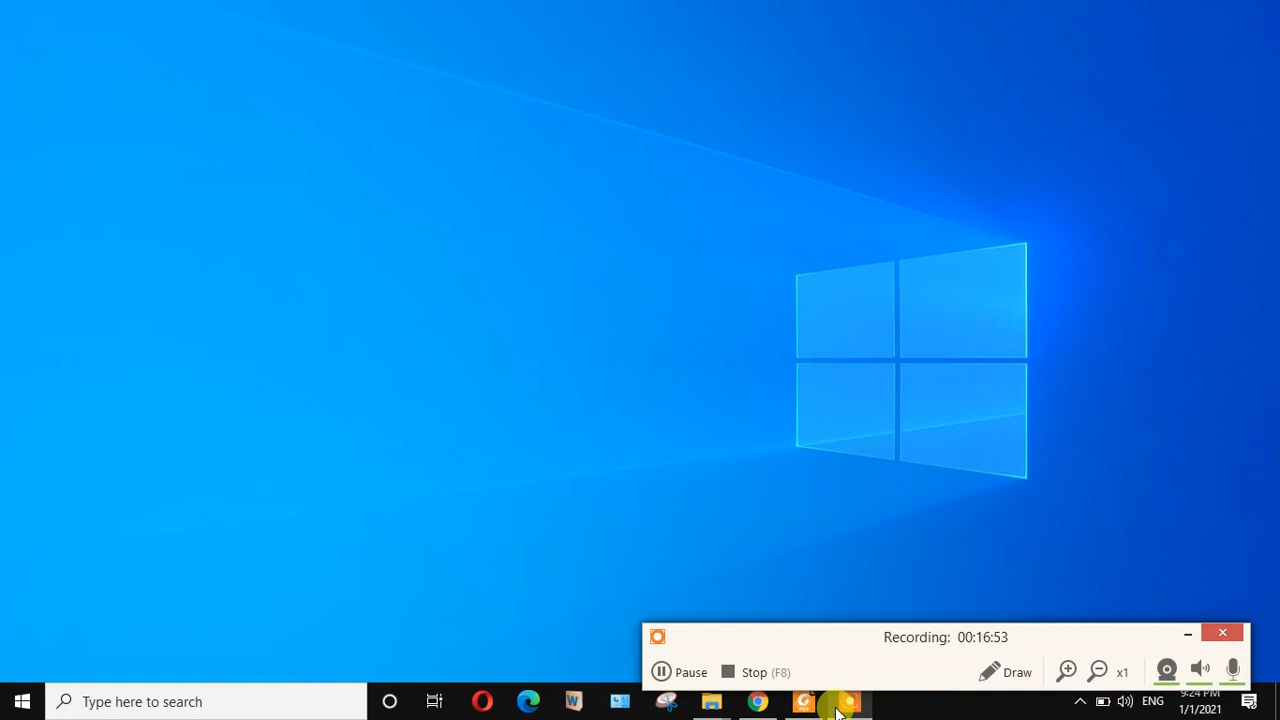 Recording: 00:16:53
Pause
Stop (F8)
Draw
x1
Type here to search
ENG
9:24 PM
1/1/2021